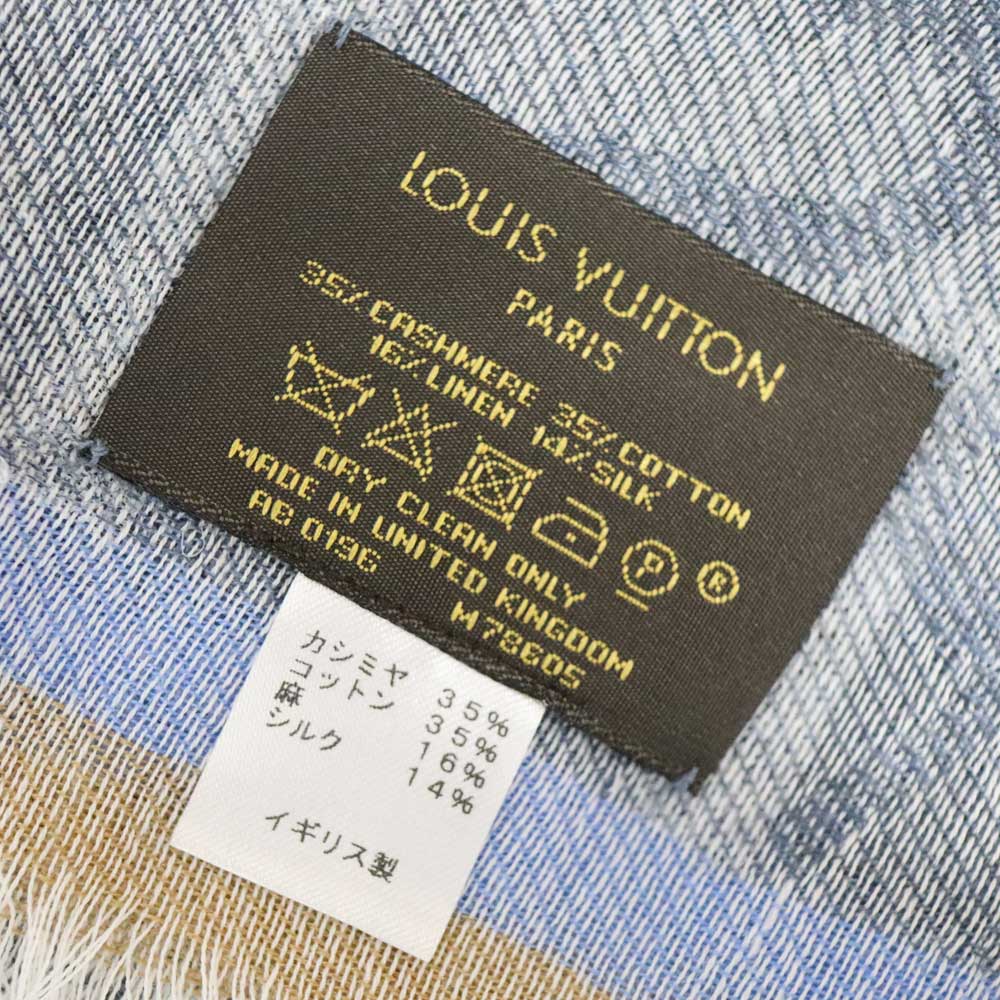 LOUIS VUITTON
PARIS
35% CASHMERE 35% COTTON
16% LINEN 14% SILK
P R
DRY CLEAN ONLY
MADE IN UNITED KINGDOM
AB 0196 M78605
カシミヤ 35%
コットン 35%
麻 16%
シルク 14%
イギリス製